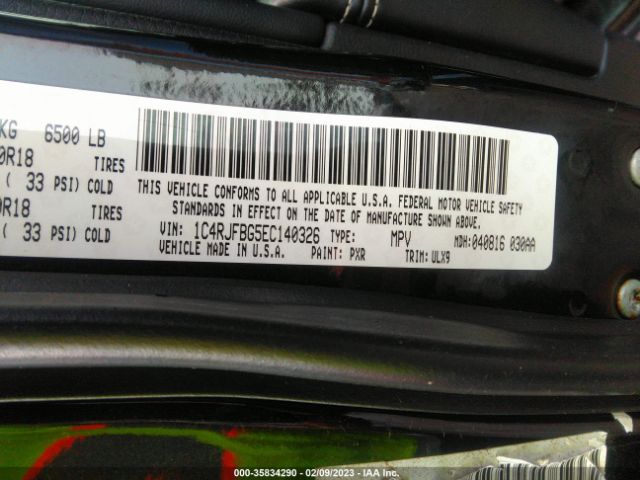 KG 6500 LB
0R18 TIRES
( 33 PSI) COLD
0R18 TIRES
( 33 PSI) COLD
THIS VEHICLE CONFORMS TO ALL APPLICABLE U.S.A. FEDERAL MOTOR VEHICLE SAFETY
STANDARDS IN EFFECT ON THE DATE OF MANUFACTURE SHOWN ABOVE.
VIN: 1C4RJFBG5EC140326 TYPE: MPV MDH:040816 030AA
VEHICLE MADE IN U.S.A. PAINT: PXR TRIM:ULX9
000-35834290 - 02/09/2023 - IAA Inc.